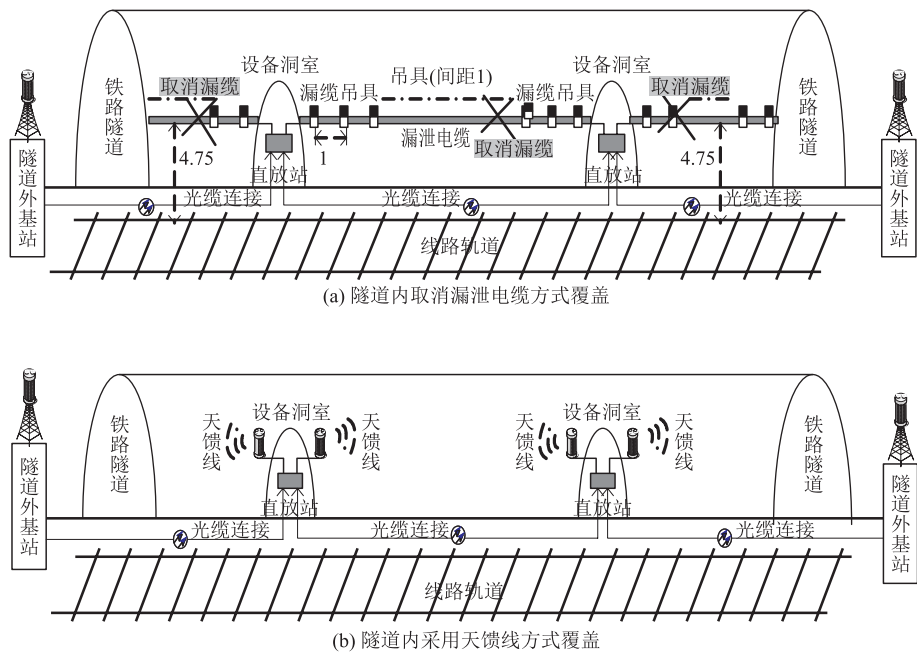 设备洞室
吊具(间距1)
设备洞室
取消漏缆
漏缆吊具
漏缆吊具
取消漏缆
铁路隧道
铁路隧道
漏泄电缆
取消漏缆
4.75
1
4.75
直放站
直放站
隧道外基站
光缆连接
光缆连接
光缆连接
隧道外基站
线路轨道
(a) 隧道内取消漏泄电缆方式覆盖
天馈线
设备洞室
天馈线
天馈线
设备洞室
天馈线
铁路隧道
铁路隧道
直放站
直放站
隧道外基站
光缆连接
光缆连接
光缆连接
隧道外基站
线路轨道
(b) 隧道内采用天馈线方式覆盖